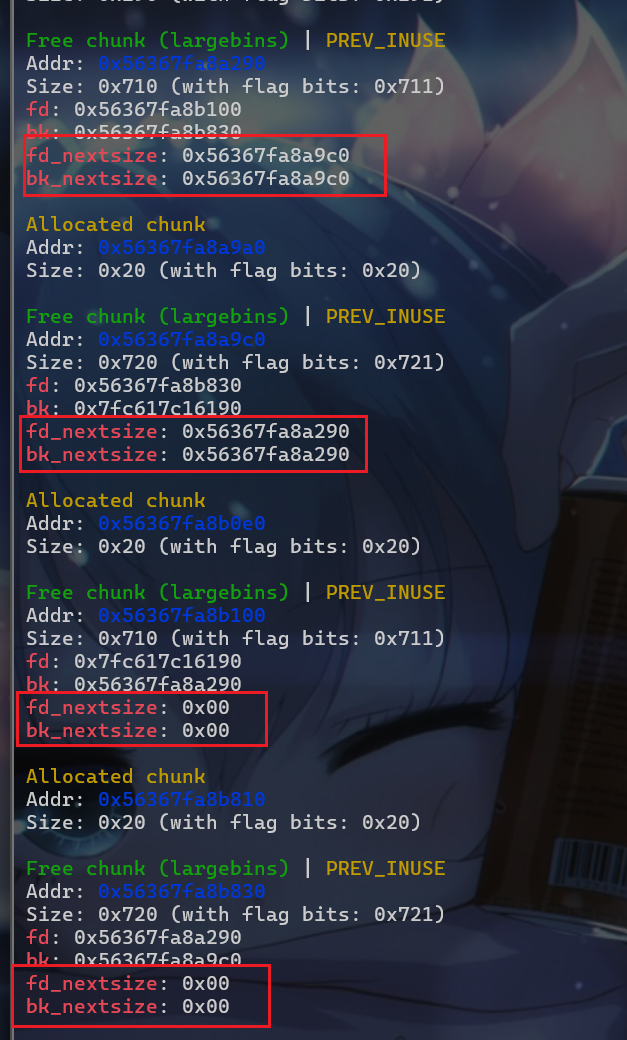 Free chunk (largebins) | PREV_INUSE
Addr: 0x56367fa8a290
Size: 0x710 (with flag bits: 0x711)
fd: 0x56367fa8b100
bk: 0x56367fa8b830
fd_nextsize: 0x56367fa8a9c0
bk_nextsize: 0x56367fa8a9c0
Allocated chunk
Addr: 0x56367fa8a9a0
Size: 0x20 (with flag bits: 0x20)
Free chunk (largebins) | PREV_INUSE
Addr: 0x56367fa8a9c0
Size: 0x720 (with flag bits: 0x721)
fd: 0x56367fa8b830
bk: 0x7fc617c16190
fd_nextsize: 0x56367fa8a290
bk_nextsize: 0x56367fa8a290
Allocated chunk
Addr: 0x56367fa8b0e0
Size: 0x20 (with flag bits: 0x20)
Free chunk (largebins) | PREV_INUSE
Addr: 0x56367fa8b100
Size: 0x710 (with flag bits: 0x711)
fd: 0x7fc617c16190
bk: 0x56367fa8a290
fd_nextsize: 0x00
bk_nextsize: 0x00
Allocated chunk
Addr: 0x56367fa8b810
Size: 0x20 (with flag bits: 0x20)
Free chunk (largebins) | PREV_INUSE
Addr: 0x56367fa8b830
Size: 0x720 (with flag bits: 0x721)
fd: 0x56367fa8a290
bk: 0x56367fa8a9c0
fd_nextsize: 0x00
bk_nextsize: 0x00